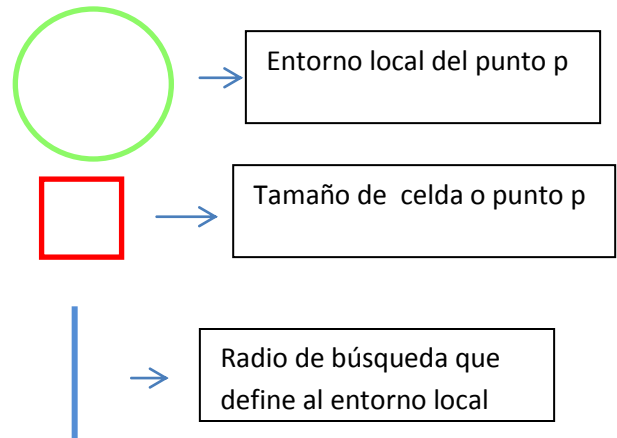 Entorno local del punto p
Tamaño de celda o punto p
Radio de búsqueda que
define al entorno local